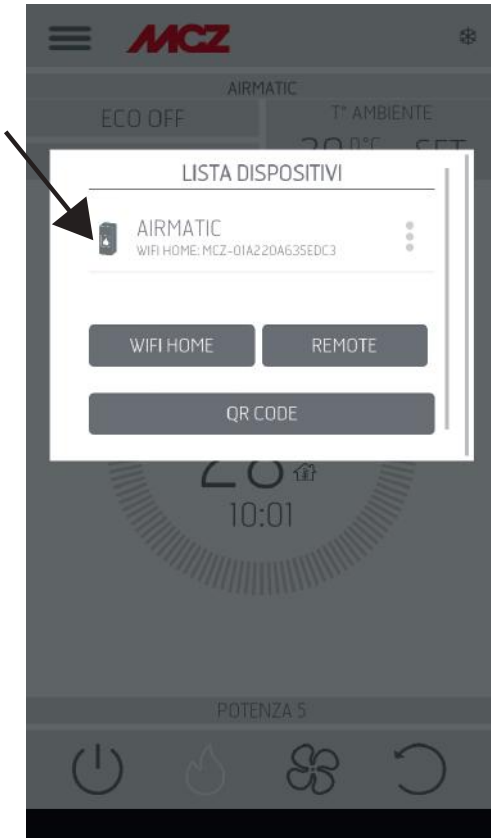 MCZ
AIRMATIC
ECO OFF
T° AMBIENTE
SET
LISTA DISPOSITIVI
AIRMATIC
WIFI HOME: MCZ-01A220A635EDC3
WIFI HOME
REMOTE
QR CODE
10:01
POTENZA 5